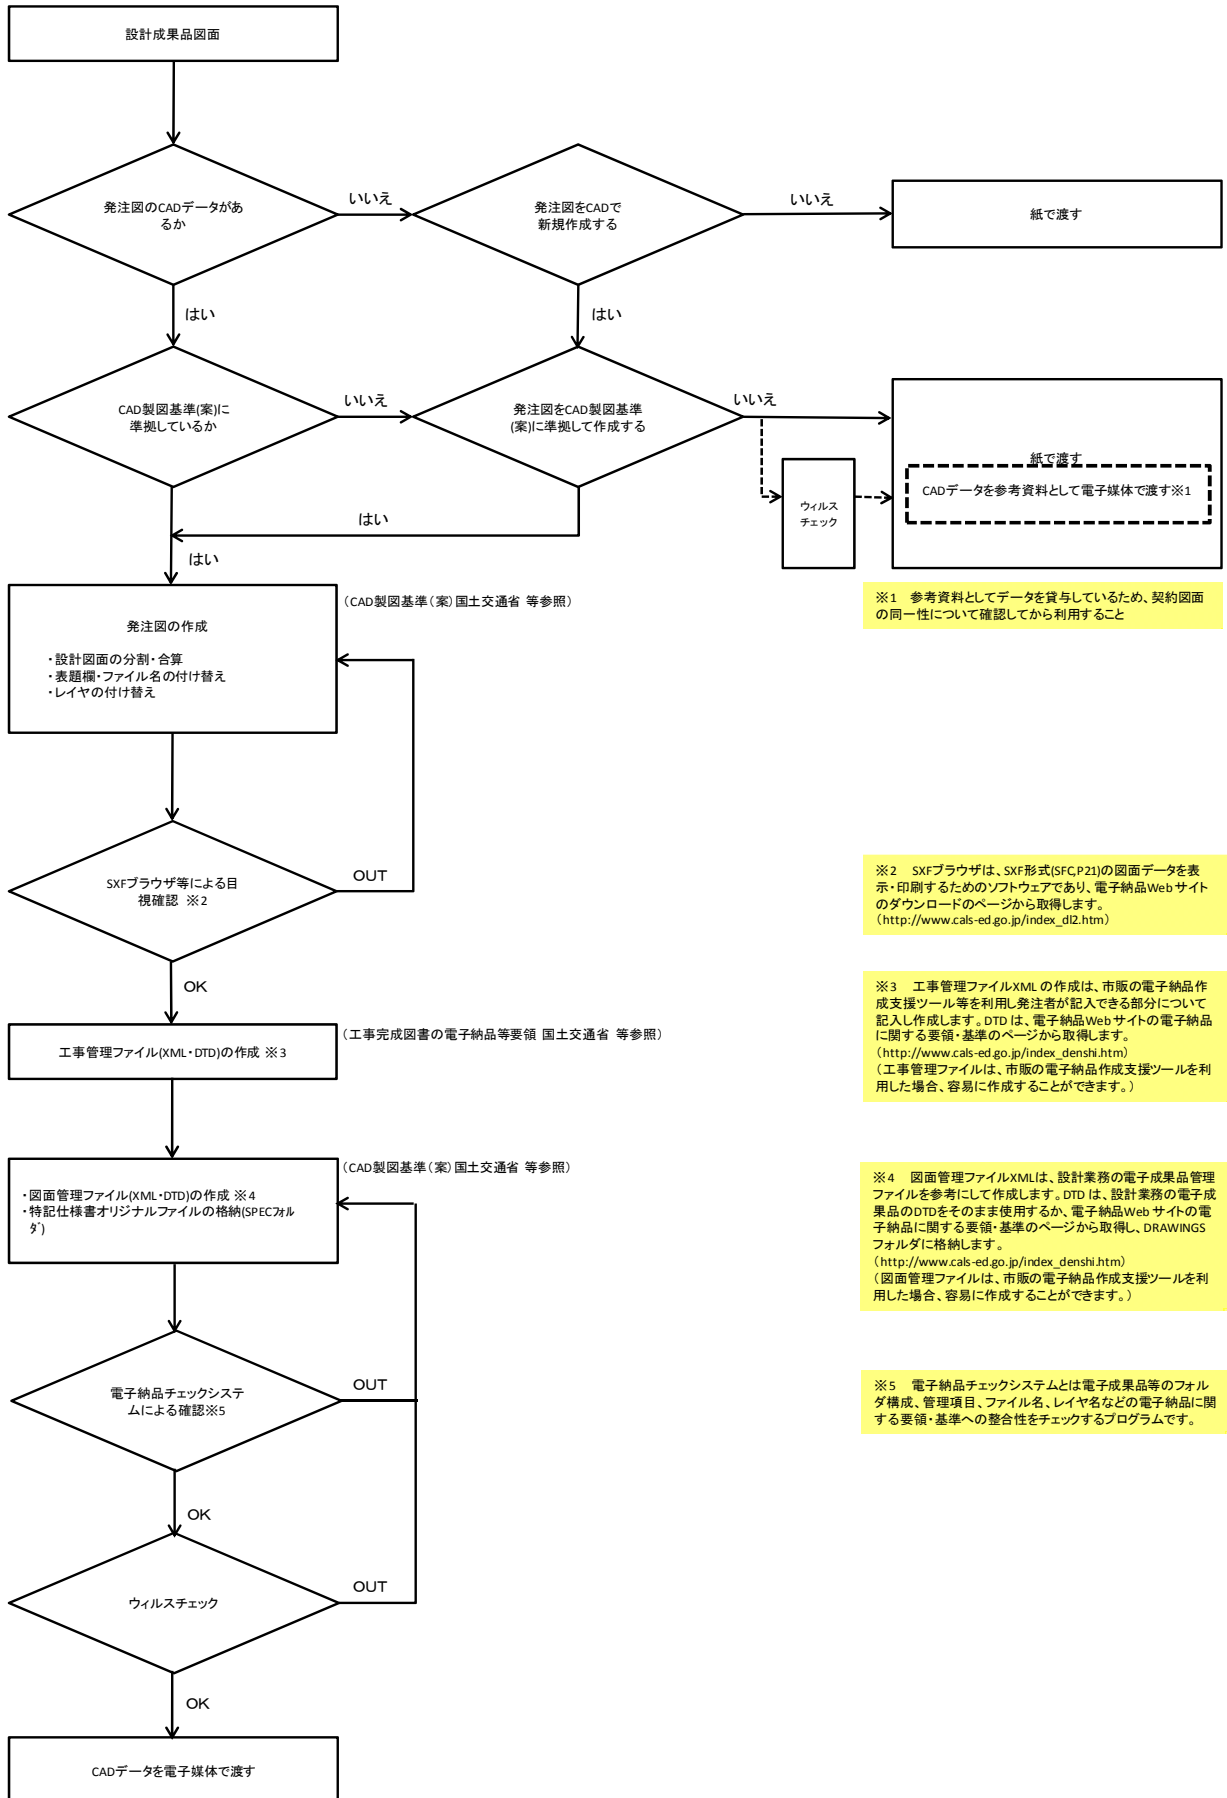 設計成果品図面
発注図のCADデータがあ
るか
いいえ
発注図をCADで
新規作成する
いいえ
紙で渡す
はい
はい
CAD製図基準(案)に
準拠しているか
いいえ
発注図をCAD製図基準
(案)に準拠して作成する
いいえ
紙で渡す
CADデータを参考資料として電子媒体で渡す※1
ウィルス
チェック
はい
はい
発注図の作成
・設計図面の分割・合算
・表題欄・ファイル名の付け替え
・レイヤの付け替え
（CAD製図基準（案）国土交通省 等参照）
※1　参考資料としてデータを貸与しているため、契約図面
の同一性について確認してから利用すること
SXFブラウザ等による目
視確認 ※2
OUT
※2　SXFブラウザは、SXF形式(SFC,P21)の図面データを表
示・印刷するためのソフトウェアであり、電子納品Web サイト
のダウンロードのページから取得します。
（http://www.cals-ed.go.jp/index_dl2.htm）
OK
工事管理ファイル(XML・DTD)の作成 ※3
（工事完成図書の電子納品等要領 国土交通省 等参照）
※3　工事管理ファイルXML の作成は、市販の電子納品作
成支援ツール等を利用し発注者が記入できる部分について
記入し作成します。DTD は、電子納品Web サイトの電子納品
に関する要領・基準のページから取得します。
（http://www.cals-ed.go.jp/index_denshi.htm）
（工事管理ファイルは、市販の電子納品作成支援ツールを利
用した場合、容易に作成することができます。）
・図面管理ファイル(XML・DTD)の作成 ※4
・特記仕様書オリジナルファイルの格納(SPECﾌｫﾙ
ﾀﾞ)
（CAD製図基準（案）国土交通省 等参照）
※4　図面管理ファイルXMLは、設計業務の電子成果品管理
ファイルを参考にして作成します。DTD は、設計業務の電子成
果品のDTDをそのまま使用するか、電子納品Web サイトの電
子納品に関する要領・基準のページから取得し、DRAWINGS
フォルダに格納します。
（http://www.cals-ed.go.jp/index_denshi.htm）
（図面管理ファイルは、市販の電子納品作成支援ツールを利
用した場合、容易に作成することができます。）
電子納品チェックシステ
ムによる確認※5
OUT
※5　電子納品チェックシステムとは電子成果品等のフォル
ダ構成、管理項目、ファイル名、レイヤ名などの電子納品に関
する要領・基準への整合性をチェックするプログラムです。
OK
ウィルスチェック
OUT
OK
CADデータを電子媒体で渡す